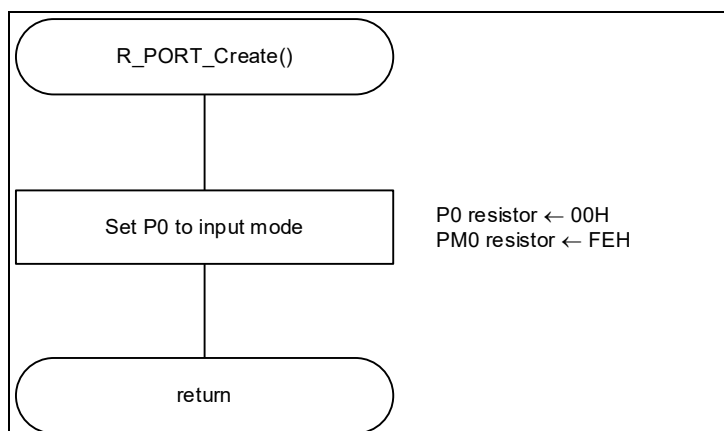 R_PORT_Create()
Set P0 to input mode
P0 resistor ← 00H
PM0 resistor ← FEH
return